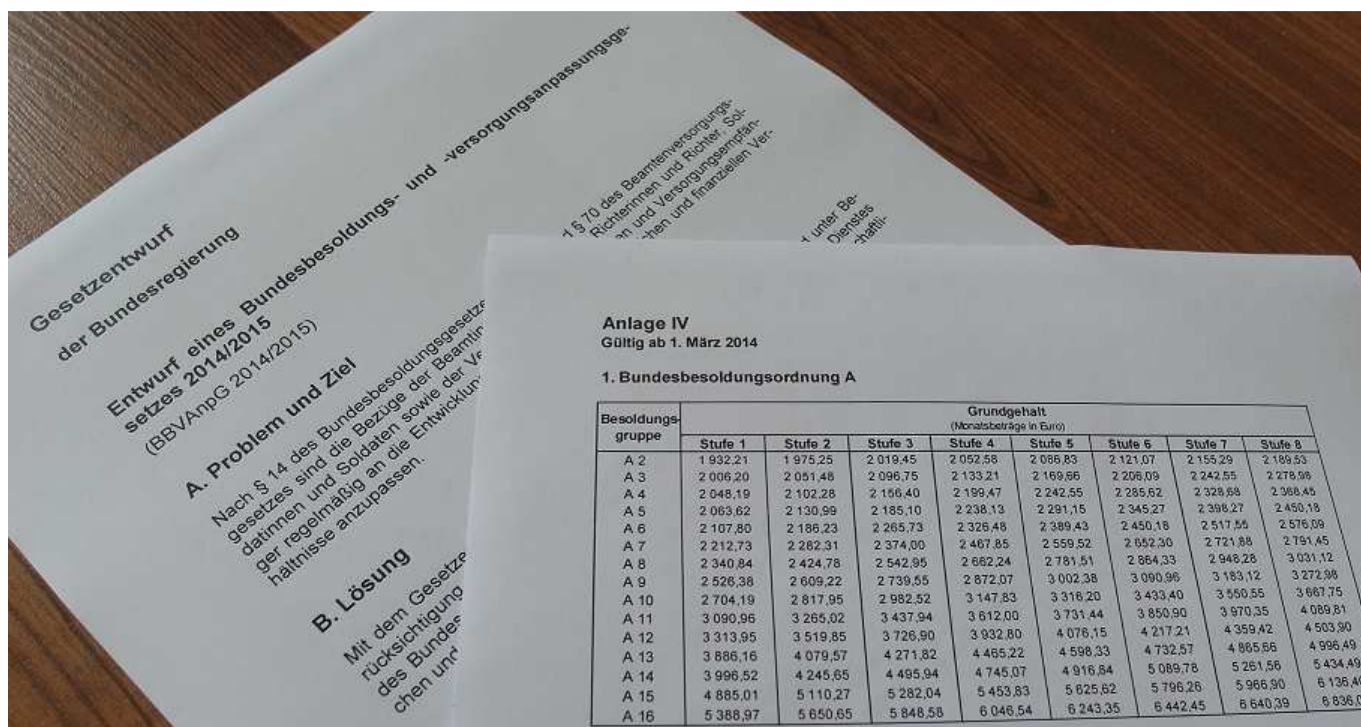 Gesetzentwurf
der Bundesregierung
Entwurf eines Bundesbesoldungs- und -versorgungsanpassungsge-
setzes 2014/2015
(BBVAnpG 2014/2015)
A. Problem und Ziel
Nach § 14 des Bundesbesoldungsgesetze
§ 70 des Beamtenversorgungs-
gesetzes sind die Bezüge der Beamtin
Richterinnen und Richter, Sol-
datinnen und Soldaten sowie der Ve
en und Versorgungsempfän-
ger regelmäßig an die Entwicklun
chen und finanziellen Ver-
hältnisse anzupassen.
B. Lösung
Mit dem Gesetze
unter Be-
rücksichtigung
Dienstes
des Bundes
chaftli-
chen und
Anlage IV
Gültig ab 1. März 2014
1. Bundesbesoldungsordnung A
Besoldungs-
gruppe
Grundgehalt
(Monatsbeträge in Euro)
Stufe 1 Stufe 2 Stufe 3 Stufe 4 Stufe 5 Stufe 6 Stufe 7 Stufe 8
A 2 1 932,21 1 975,25 2 019,45 2 052,58 2 086,83 2 121,07 2 155,29 2 189,53
A 3 2 006,20 2 051,48 2 096,75 2 133,21 2 169,66 2 206,09 2 242,55 2 278,98
A 4 2 048,19 2 102,28 2 156,40 2 199,47 2 242,55 2 285,62 2 328,68 2 368,45
A 5 2 063,62 2 130,99 2 185,10 2 238,13 2 291,15 2 345,27 2 398,27 2 450,18
A 6 2 107,80 2 186,23 2 265,73 2 326,48 2 389,43 2 450,18 2 517,55 2 576,09
A 7 2 212,73 2 282,31 2 374,00 2 467,85 2 559,52 2 652,30 2 721,88 2 791,45
A 8 2 340,84 2 424,78 2 542,95 2 662,24 2 781,51 2 864,33 2 948,28 3 031,12
A 9 2 526,38 2 609,22 2 739,55 2 872,07 3 002,38 3 090,96 3 183,12 3 272,98
A 10 2 704,19 2 817,95 2 982,52 3 147,83 3 316,20 3 433,40 3 550,55 3 667,75
A 11 3 090,96 3 265,02 3 437,94 3 612,00 3 731,44 3 850,90 3 970,35 4 089,81
A 12 3 313,95 3 519,85 3 726,90 3 932,80 4 076,15 4 217,21 4 359,42 4 503,90
A 13 3 886,16 4 079,57 4 271,82 4 465,22 4 598,33 4 732,57 4 865,66 4 996,49
A 14 3 996,52 4 245,65 4 495,94 4 745,07 4 916,84 5 089,78 5 261,56 5 434,49
A 15 4 885,01 5 110,27 5 282,04 5 453,83 5 625,62 5 796,26 5 966,90 6 136,40
A 16 5 388,97 5 650,65 5 848,58 6 046,54 6 243,35 6 442,45 6 640,39 6 836,0